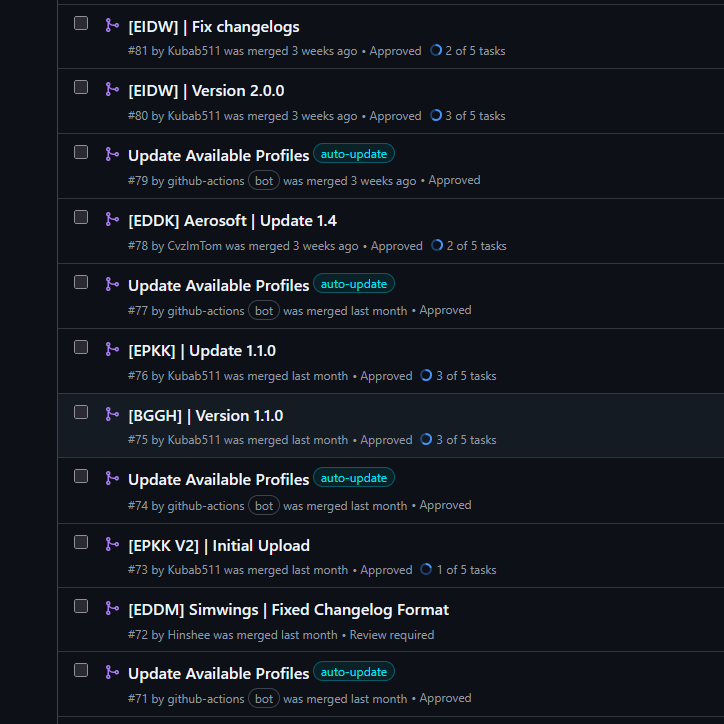 [EIDW] | Fix changelogs
#81 by Kubab511 was merged 3 weeks ago • Approved 2 of 5 tasks
[EIDW] | Version 2.0.0
#80 by Kubab511 was merged 3 weeks ago • Approved 3 of 5 tasks
Update Available Profiles auto-update
#79 by github-actions bot was merged 3 weeks ago • Approved
[EDDK] Aerosoft | Update 1.4
#78 by CvzlmTom was merged 3 weeks ago • Approved 2 of 5 tasks
Update Available Profiles auto-update
#77 by github-actions bot was merged last month • Approved
[EPKK] | Update 1.1.0
#76 by Kubab511 was merged last month • Approved 3 of 5 tasks
[BGGH] | Version 1.1.0
#75 by Kubab511 was merged last month • Approved 3 of 5 tasks
Update Available Profiles auto-update
#74 by github-actions bot was merged last month • Approved
[EPKK V2] | Initial Upload
#73 by Kubab511 was merged last month • Approved 1 of 5 tasks
[EDDM] Simwings | Fixed Changelog Format
#72 by Hinshee was merged last month • Review required
Update Available Profiles auto-update
#71 by github-actions bot was merged last month • Approved